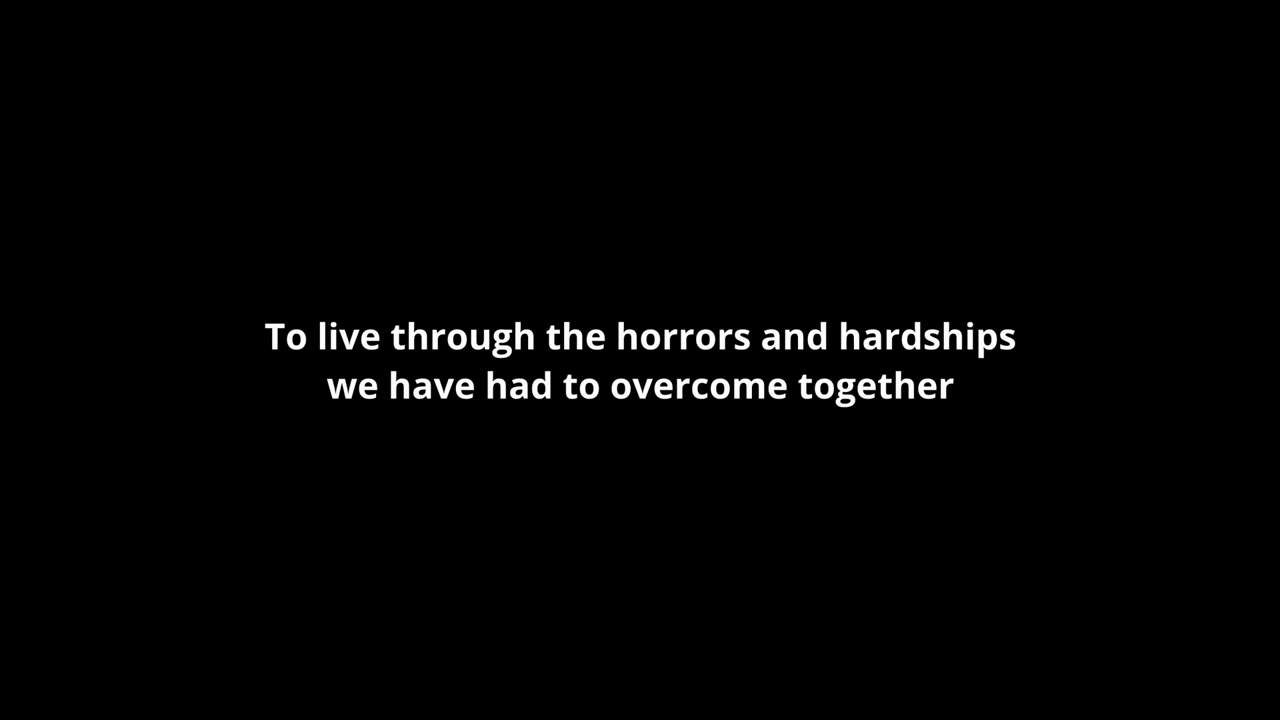 To live through the horrors and hardships
we have had to overcome together